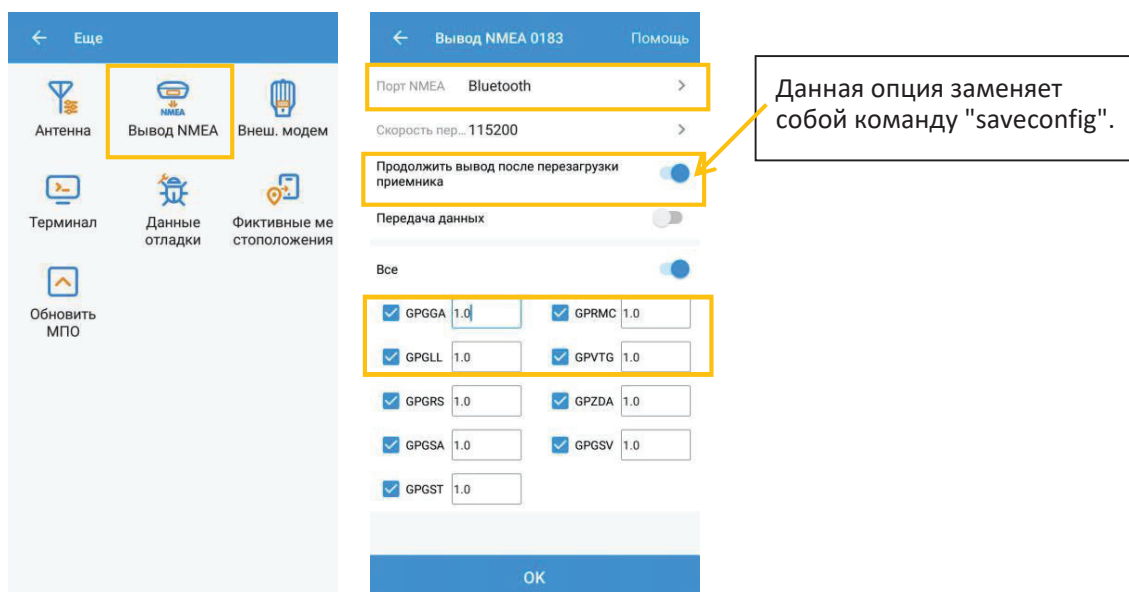 Еще
NMEA
Антенна
Вывод NMEA
Внеш. модем
Терминал
Данные
отладки
Фиктивные ме
стоположения
Обновить
МПО
Вывод NMEA 0183
Помощь
Порт NMEA Bluetooth
Скорость пер... 115200
Продолжить вывод после перезагрузки
приемника
Передача данных
Все
GPGGA 1.0 GPRMC 1.0
GPGLL 1.0 GPVTG 1.0
GPGRS 1.0 GPZDA 1.0
GPGSA 1.0 GPGSV 1.0
GPGST 1.0
OK
Данная опция заменяет
собой команду "saveconfig".